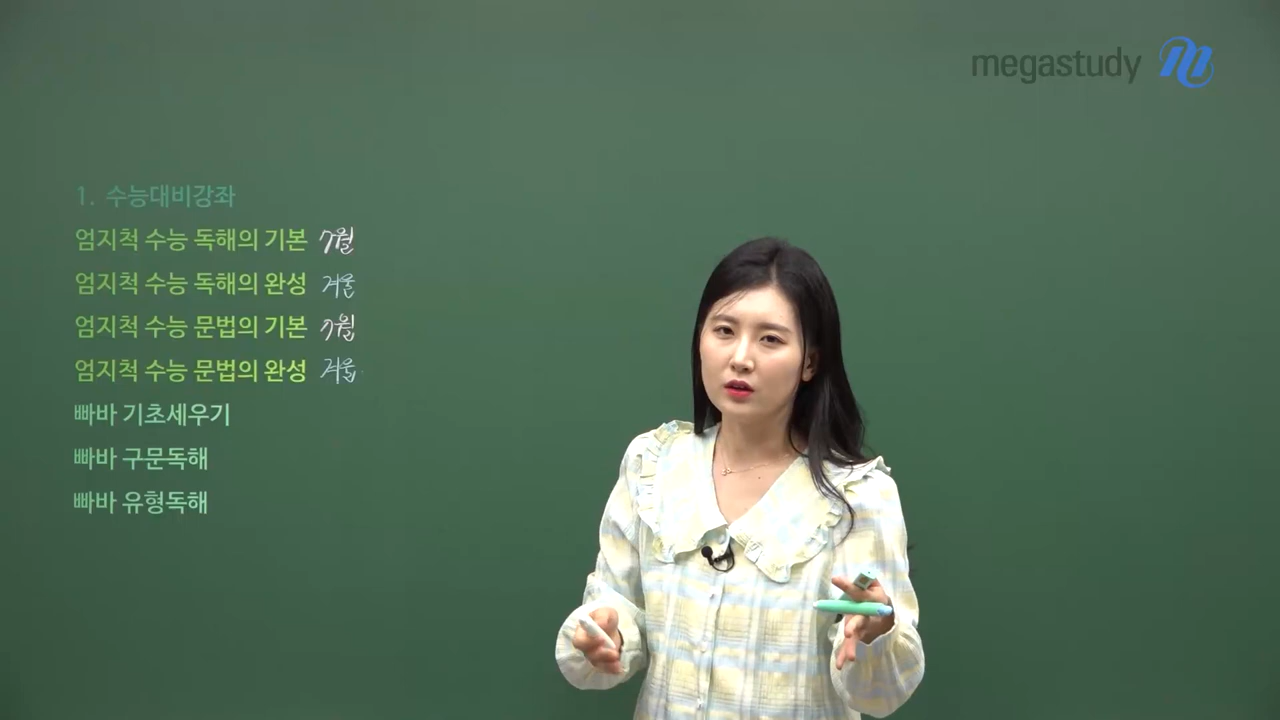 megastudy
1. 수능대비강좌
엄지척 수능 독해의 기본 7월
엄지척 수능 독해의 완성 겨울
엄지척 수능 문법의 기본 7월
엄지척 수능 문법의 완성 겨울
빠바 기초세우기
빠바 구문독해
빠바 유형독해